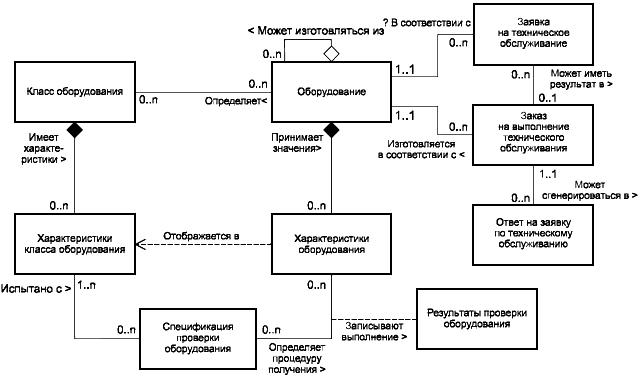 < Может изготовляться из
0..n
? В соответствии с
0..n
1..1
Заявка
на техническое
обслуживание
Класс оборудования
0..n
0..n
Определяет<
Оборудование
0..n
Может иметь
результат в >
0..1
1..1
Изготовляется
в соответствии с <
0..n
Заказ
на выполнение
технического
обслуживания
Имеет
характе-
ристики >
Принимает
значения>
1..1
Может
сгенерироваться в >
0..n
0..n
0..n
Характеристики
класса оборудования
Отображается в
Характеристики
оборудования
Ответ на заявку
по техническому
обслуживанию
Испытано с >
1..n
0..n
0..n
Спецификация
проверки
оборудования
0..n
Определяет
процедуру
получения >
Записывают
выполнение >
Результаты проверки
оборудования